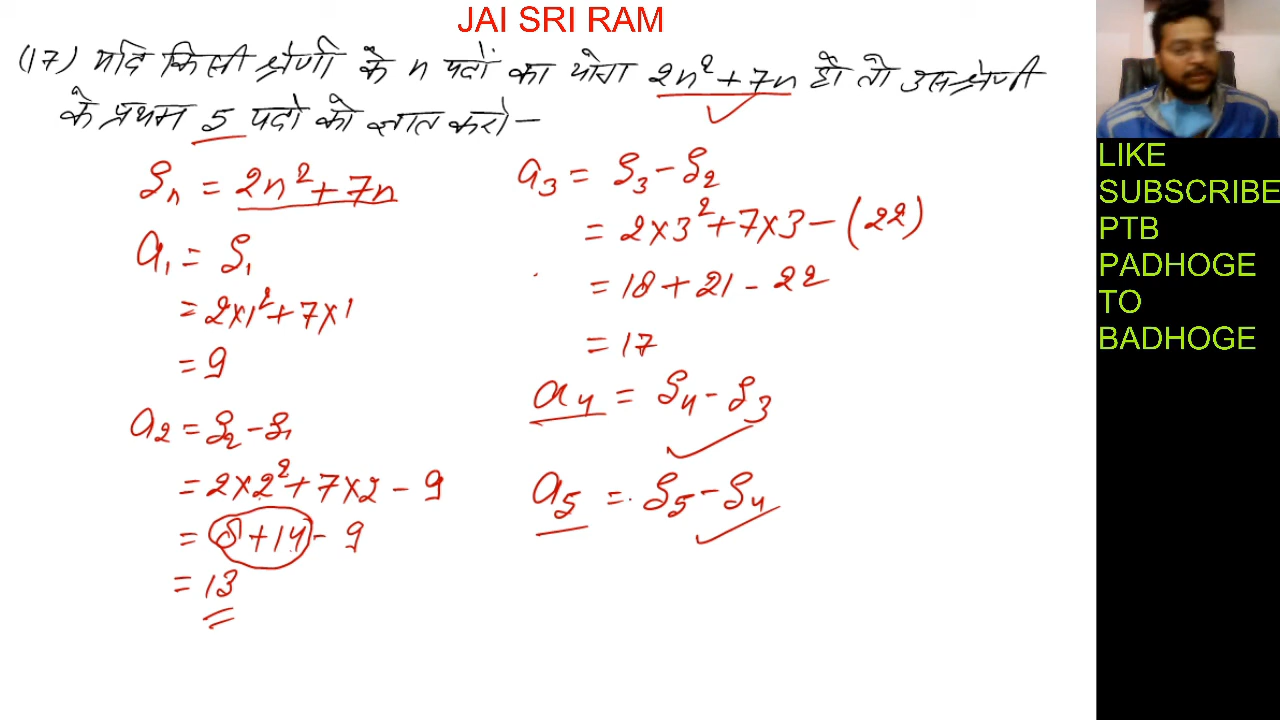 JAI SRI RAM
(17) यदि किसी श्रेणी के n पदों का योग 2n²+7n हो तो उस श्रेणी
के प्रथम 5 पदो को ज्ञात करो-
Sₙ = 2n²+7n
a₁ = S₁
= 2×1²+7×1
= 9
a₂ = S₂-S₁
= 2×2²+7×2-9
= 8+14-9
= 13
a₃ = S₃-S₂
= 2×3²+7×3-(22)
= 18+21-22
= 17
a₄ = S₄-S₃
a₅ = S₅-S₄
LIKE
SUBSCRIBE
PTB
PADHOGE
TO
BADHOGE